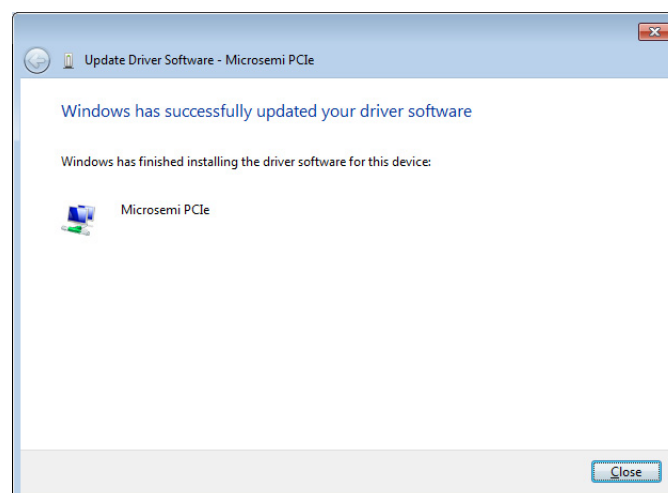 Update Driver Software - Microsemi PCIe
Windows has successfully updated your driver software
Windows has finished installing the driver software for this device:
Microsemi PCIe
Close